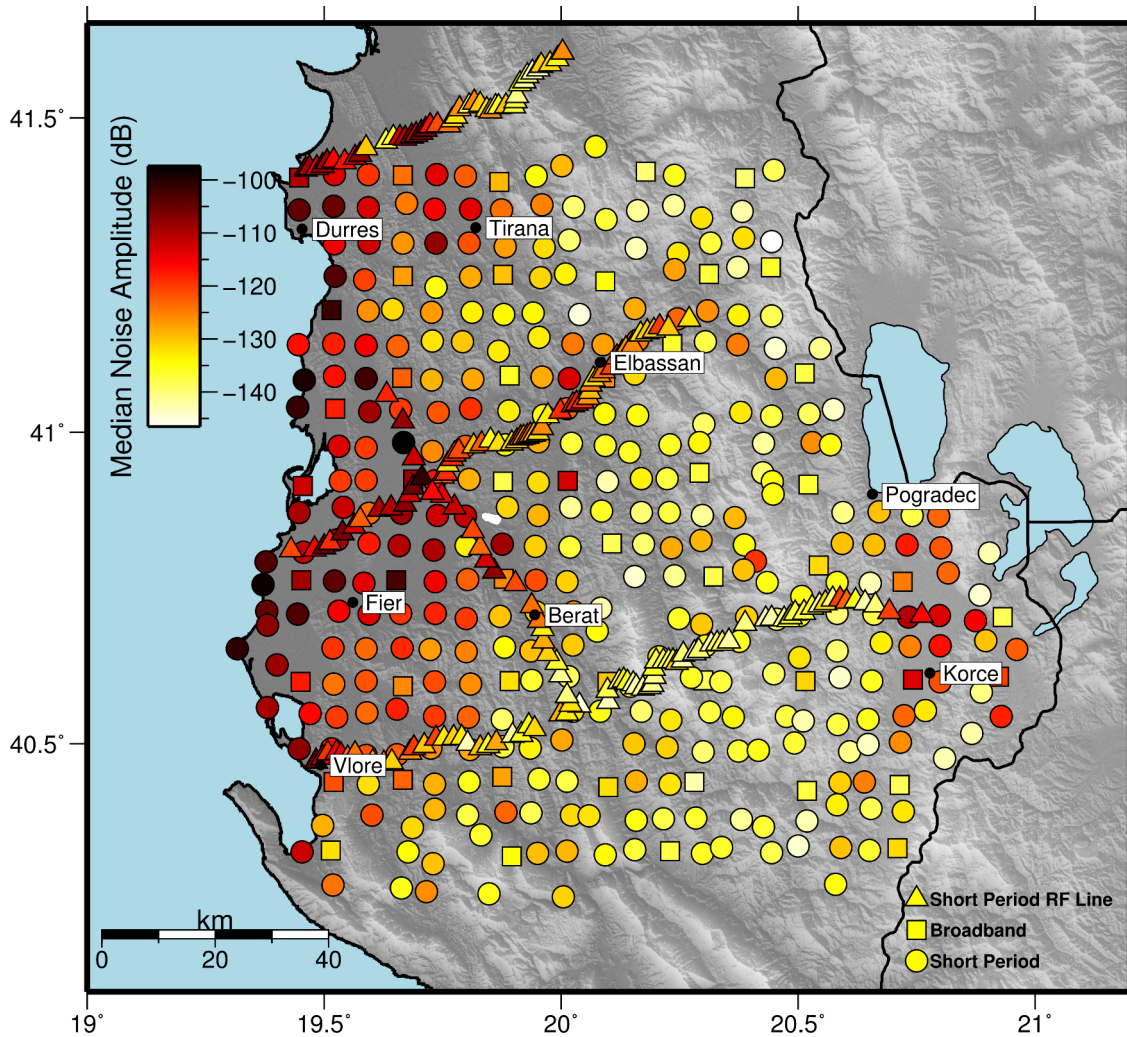 41.5°
41°
40.5°
Median Noise Amplitude (dB)
−100
−110
−120
−130
−140
Durres
Tirana
Elbassan
Pogradec
Fier
Berat
Korce
Vlore
Short Period RF Line
Broadband
Short Period
km
0 20 40
19° 19.5° 20° 20.5° 21°